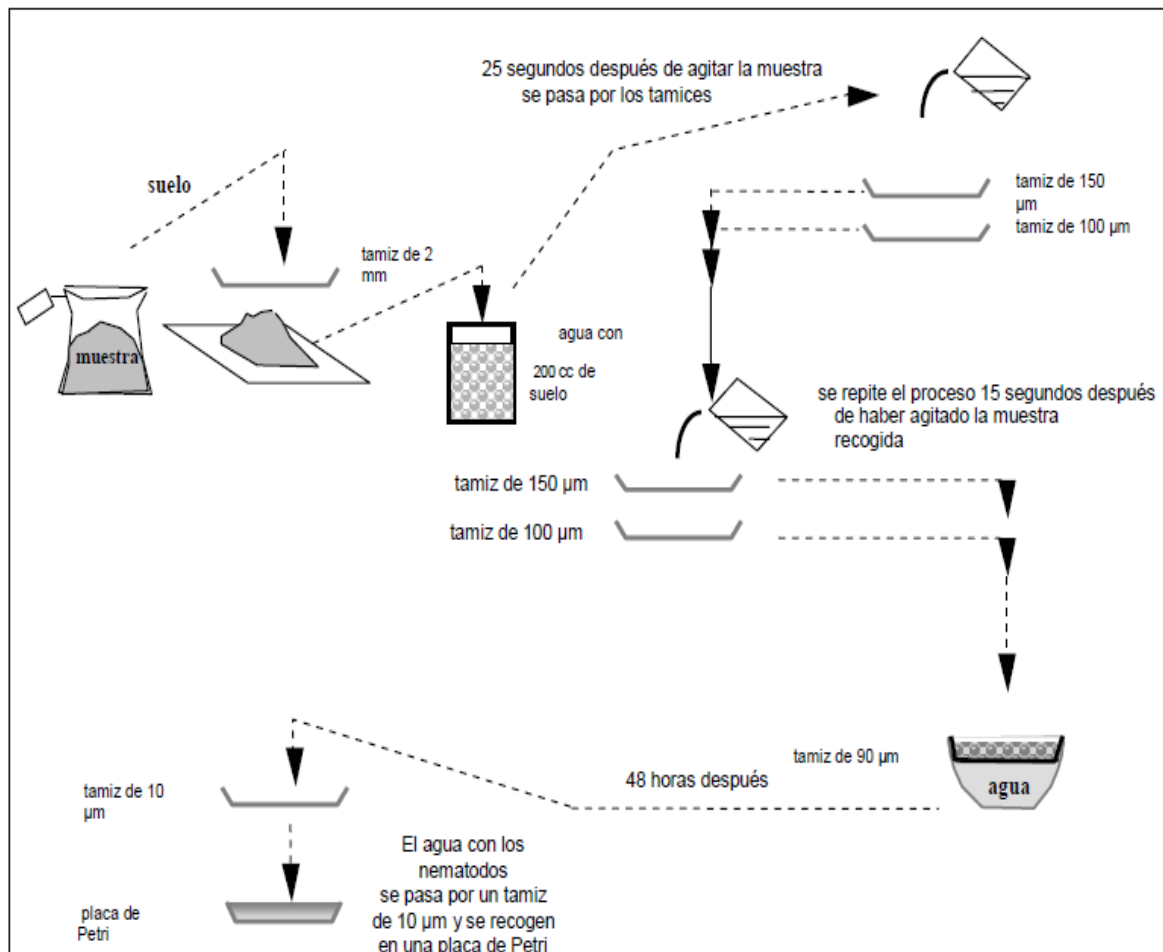 25 segundos después de agitar la muestra
se pasa por los tamices
suelo
tamiz de 150
µm
tamiz de 100 µm
tamiz de 2
mm
muestra
agua con
200 cc de
suelo
se repite el proceso 15 segundos después
de haber agitado la muestra
recogida
tamiz de 150 µm
tamiz de 100 µm
tamiz de 90 µm
agua
48 horas después
tamiz de 10
µm
El agua con los
nematodos
se pasa por un tamiz
de 10 µm y se recogen
en una placa de Petri
placa de
Petri